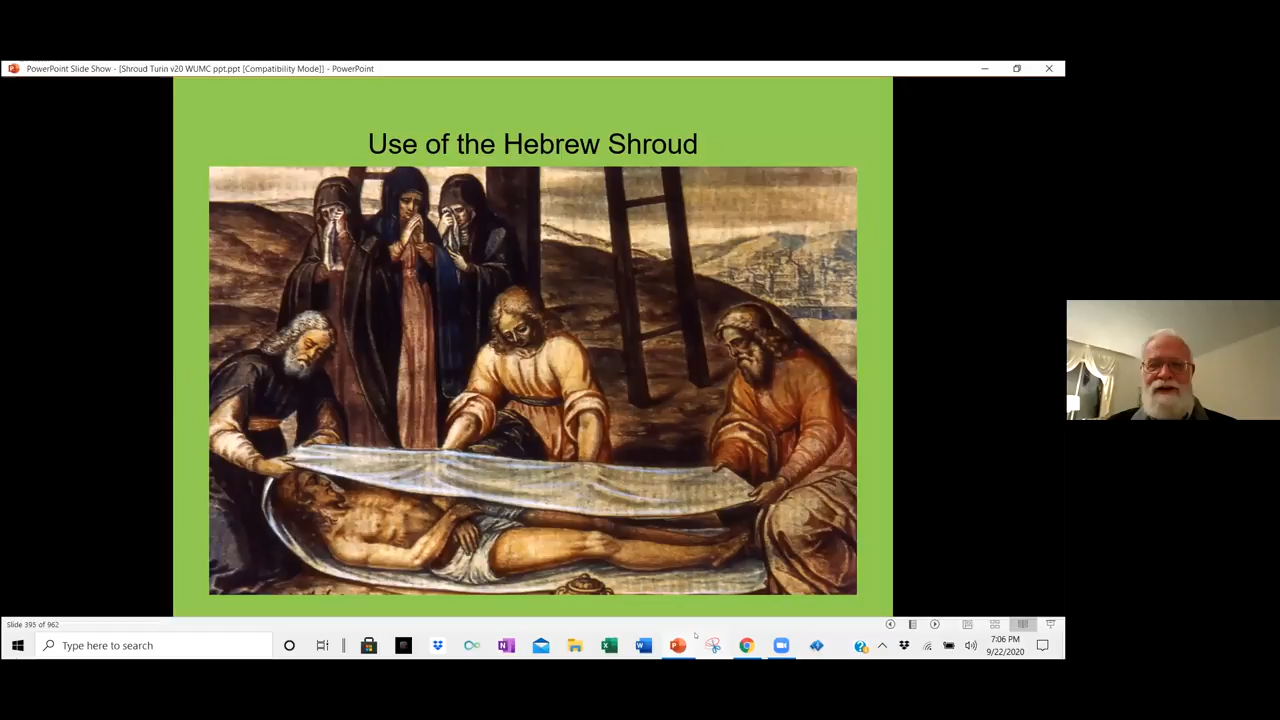 PowerPoint Slide Show - [Shroud Turin v20 WUMC ppt.ppt [Compatibility Mode]] - PowerPoint
Use of the Hebrew Shroud
Slide 395 of 962
Type here to search
7:06 PM
9/22/2020